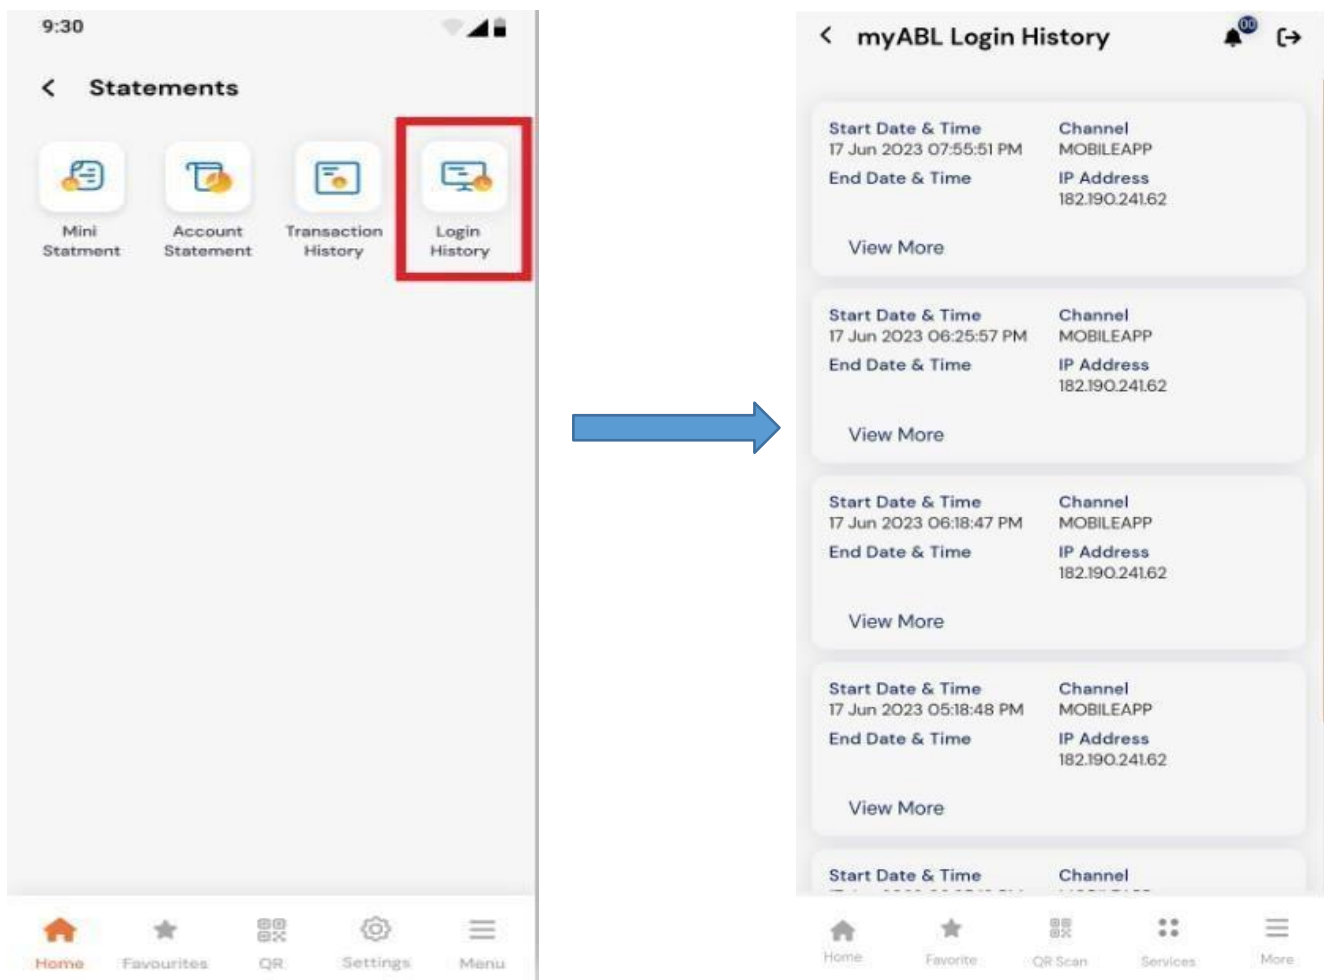 9:30
Statements
Mini
Statment
Account
Statement
Transaction
History
Login
History
Home
Favourites
QR
Settings
Menu
myABL Login History
00
Start Date & Time
Channel
17 Jun 2023 07:55:51 PM
MOBILEAPP
End Date & Time
IP Address
182.190.241.62
View More
Start Date & Time
Channel
17 Jun 2023 06:25:57 PM
MOBILEAPP
End Date & Time
IP Address
182.190.241.62
View More
Start Date & Time
Channel
17 Jun 2023 06:18:47 PM
MOBILEAPP
End Date & Time
IP Address
182.190.241.62
View More
Start Date & Time
Channel
17 Jun 2023 05:18:48 PM
MOBILEAPP
End Date & Time
IP Address
182.190.241.62
View More
Start Date & Time
Channel
Home
Favorite
QR Scan
Services
More